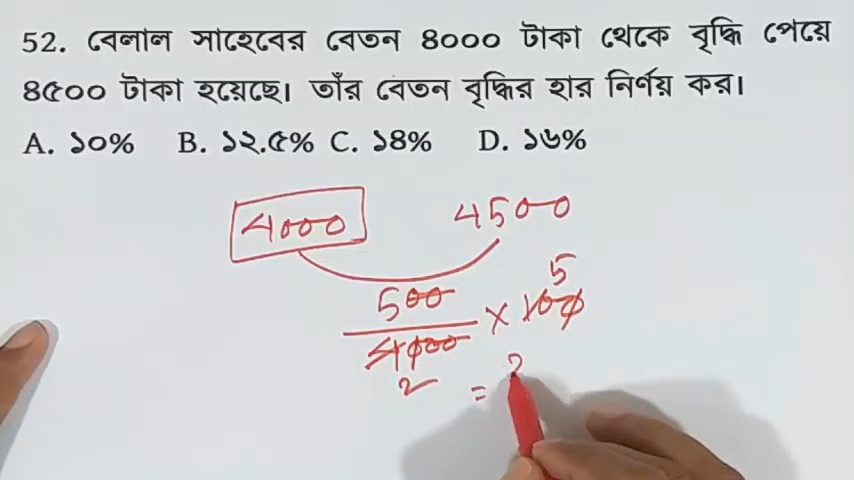 52. বেলাল সাহেবের বেতন ৪০০০ টাকা থেকে বৃদ্ধি পেয়ে
৪৫০০ টাকা হয়েছে। তাঁর বেতন বৃদ্ধির হার নির্ণয় কর।
A. ১০% B. ১২.৫% C. ১৪% D. ১৬%
4000 4500
5
500 × 100
4000
2 =